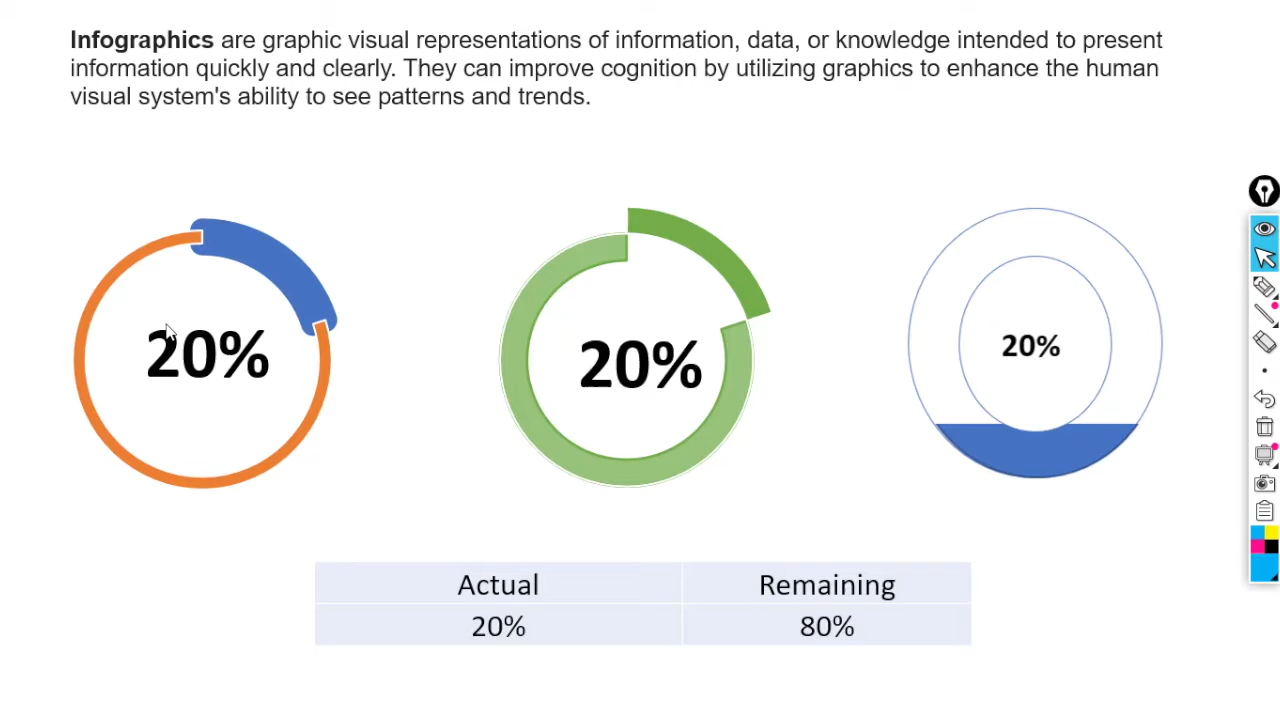 Infographics are graphic visual representations of information, data, or knowledge intended to present
information quickly and clearly. They can improve cognition by utilizing graphics to enhance the human
visual system's ability to see patterns and trends.
20%
20%
20%
Actual Remaining
20% 80%